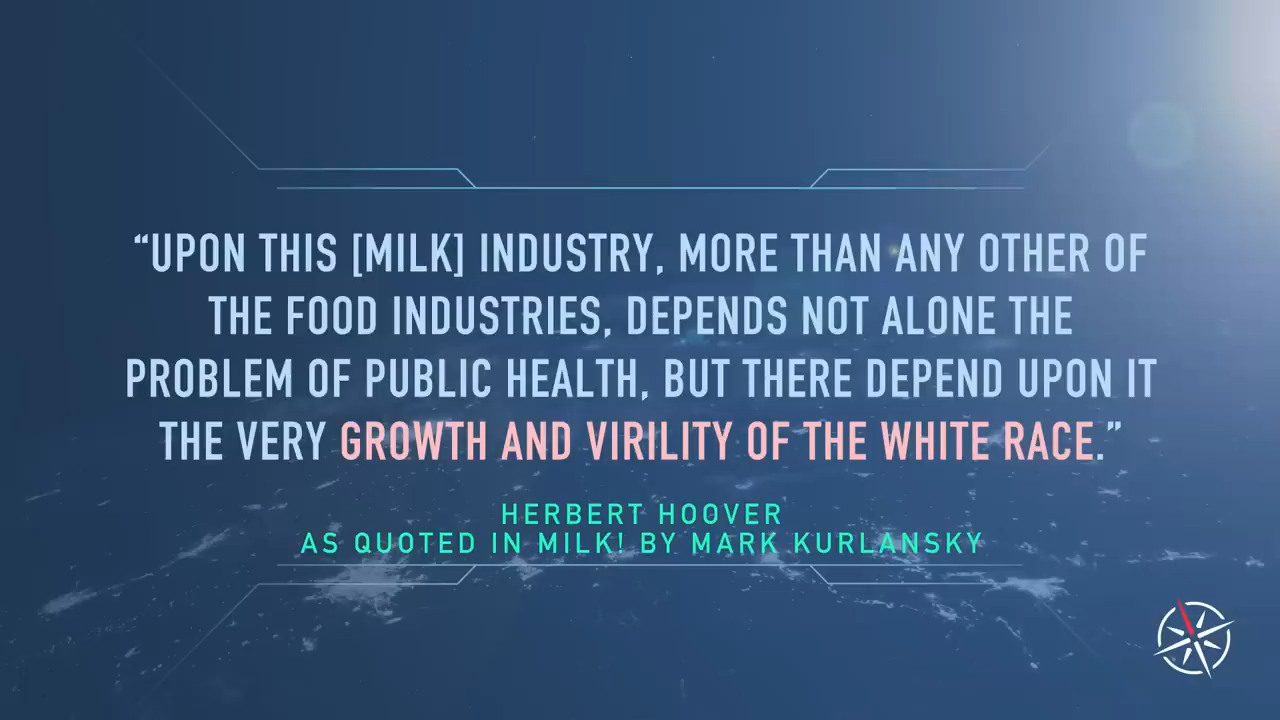 “UPON THIS [MILK] INDUSTRY, MORE THAN ANY OTHER OF
THE FOOD INDUSTRIES, DEPENDS NOT ALONE THE
PROBLEM OF PUBLIC HEALTH, BUT THERE DEPEND UPON IT
THE VERY GROWTH AND VIRILITY OF THE WHITE RACE.”
HERBERT HOOVER
AS QUOTED IN MILK! BY MARK KURLANSKY